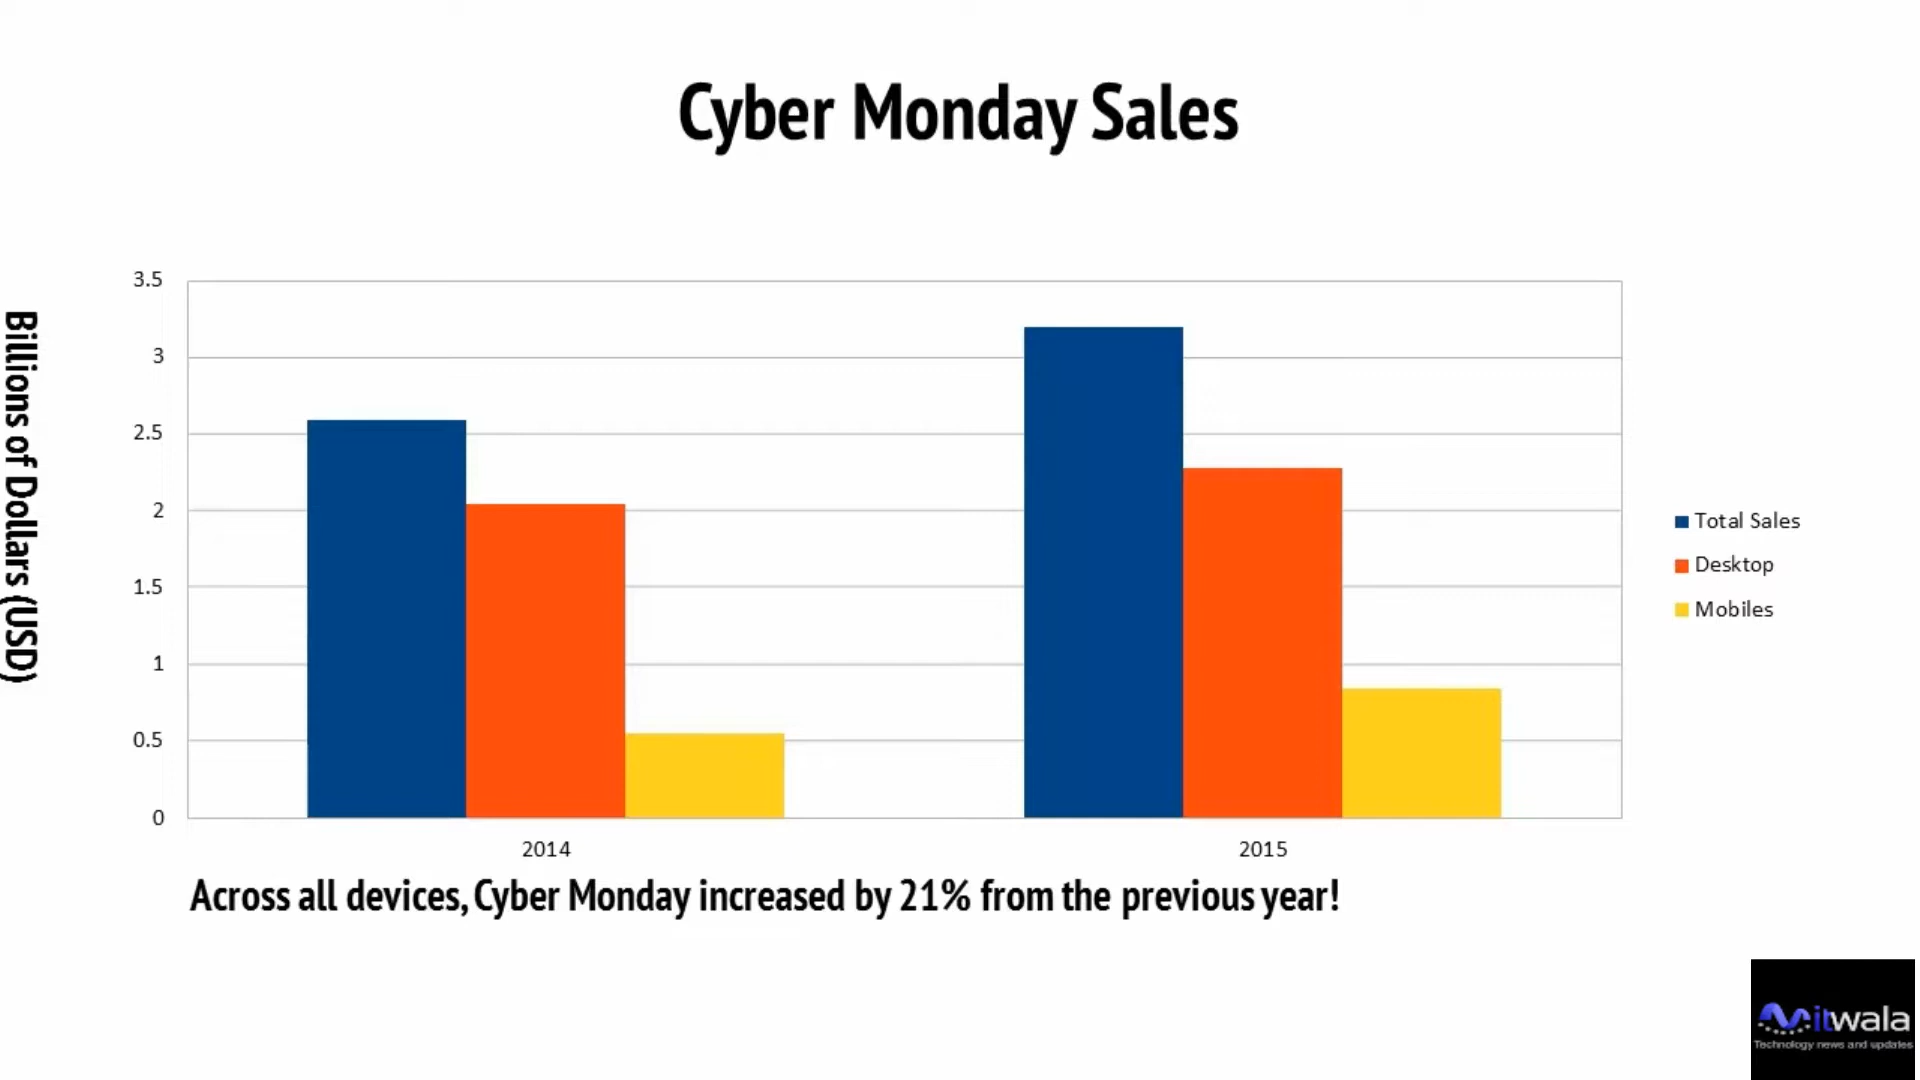 Cyber Monday Sales
Billions of Dollars (USD)
3.5
3
2.5
2
1.5
1
0.5
0
2014
2015
Total Sales
Desktop
Mobiles
Across all devices, Cyber Monday increased by 21% from the previous year!
itwala
Technology news and updates